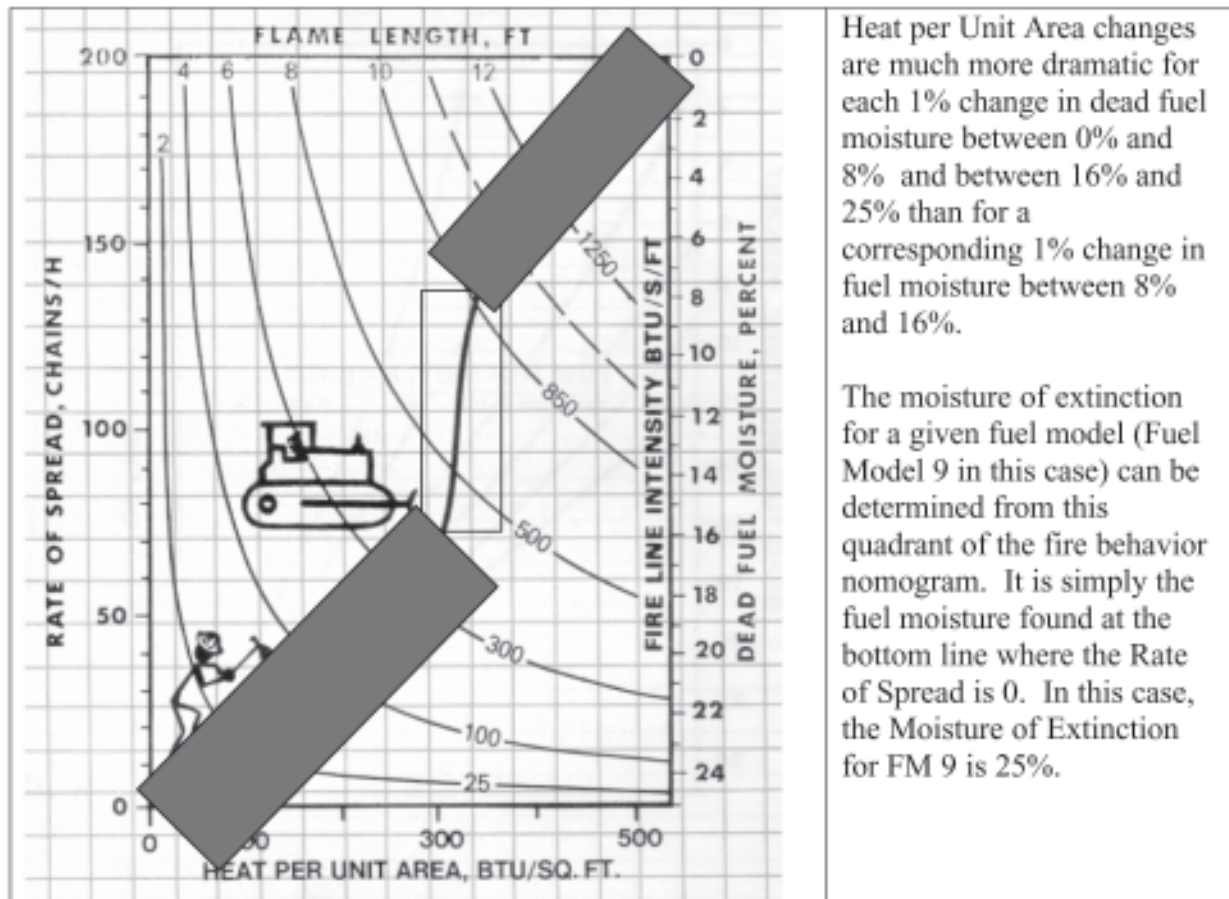 FLAME LENGTH, FT
200
4
6
8
10
12
0
2
2
4
150
6
1250
8
10
850
12
100
14
500
16
18
50
20
300
22
100
24
25
0
0
300
500
RATE OF SPREAD, CHAINS/H
FIRE LINE INTENSITY BTU/S/FT
DEAD FUEL MOISTURE, PERCENT
HEAT PER UNIT AREA, BTU/SQ. FT.
Heat per Unit Area changes
are much more dramatic for
each 1% change in dead fuel
moisture between 0% and
8% and between 16% and
25% than for a
corresponding 1% change in
fuel moisture between 8%
and 16%.
The moisture of extinction
for a given fuel model (Fuel
Model 9 in this case) can be
determined from this
quadrant of the fire behavior
nomogram. It is simply the
fuel moisture found at the
bottom line where the Rate
of Spread is 0. In this case,
the Moisture of Extinction
for FM 9 is 25%.